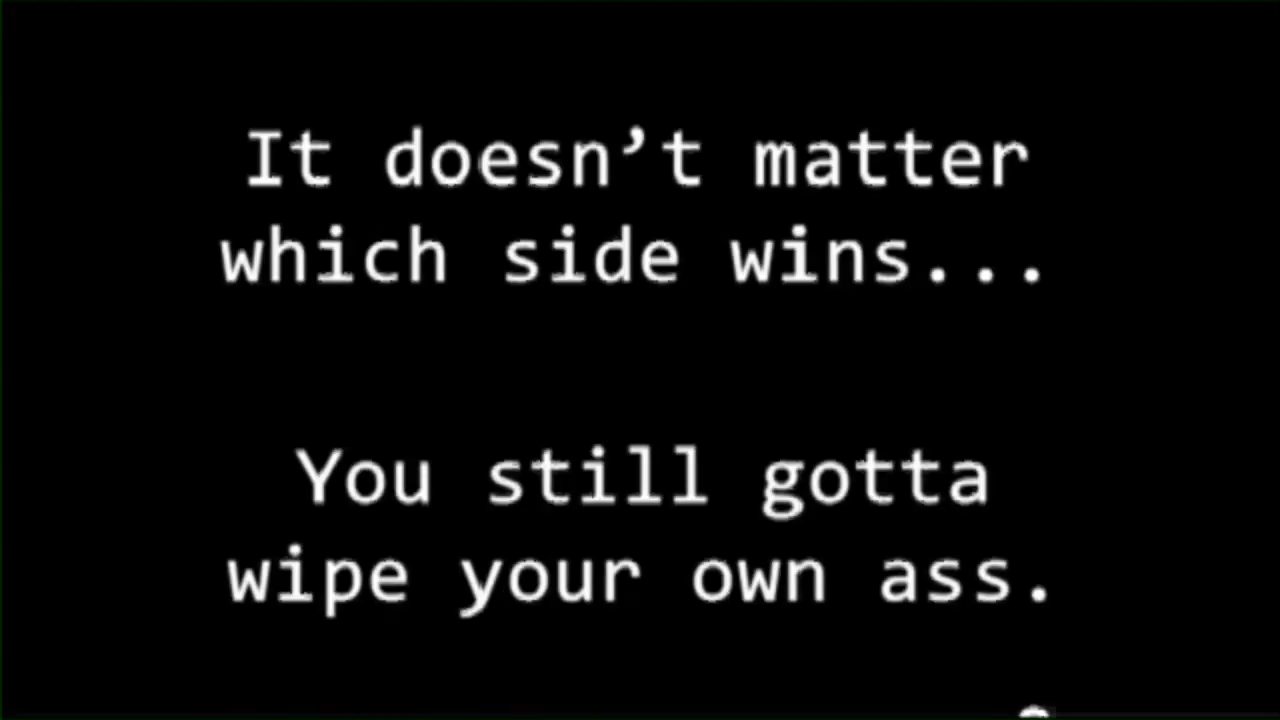 It doesn’t matter
which side wins...
You still gotta
wipe your own ass.